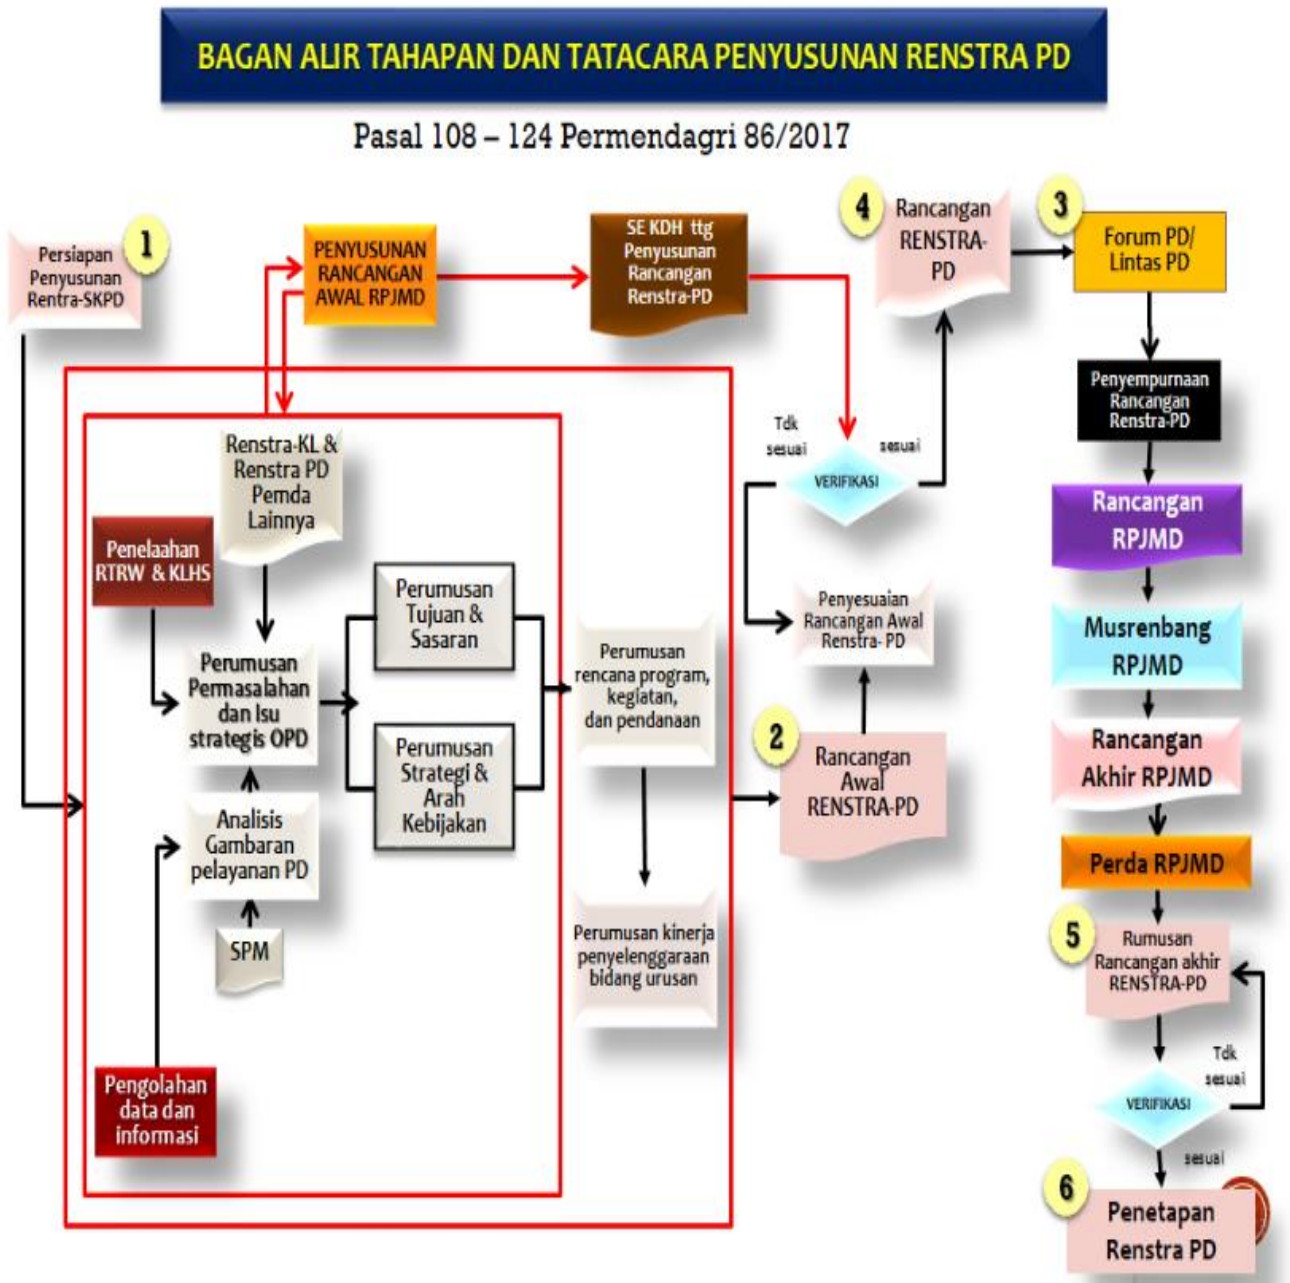 BAGAN ALIR TAHAPAN DAN TATACARA PENYUSUNAN RENSTRA PD
Pasal 108 – 124 Permendagri 86/2017
1
Persiapan
Penyusunan
Rentra-SKPD
PENYUSUNAN
RANCANGAN
AWAL RPJMD
SE KDH ttg
Penyusunan
Rancangan
Renstra-PD
4
Rancangan
RENSTRA-
PD
3
Forum PD/
Lintas PD
Penyempurnaan
Rancangan
Renstra-PD
Tdk
sesuai
sesuai
VERIFIKASI
Renstra-KL &
Renstra PD
Pemda
Lainnya
Penelaahan
RTRW & KLHS
Perumusan
Tujuan &
Sasaran
Perumusan
Permasalahan
dan Isu
strategis OPD
Perumusan
Strategi &
Arah
Kebijakan
Analisis
Gambaran
pelayanan PD
SPM
Pengolahan
data dan
informasi
Perumusan
rencana program,
kegiatan,
dan pendanaan
Perumusan kinerja
penyelenggaraan
bidang urusan
Penyesuaian
Rancangan Awal
Renstra- PD
2
Rancangan
Awal
RENSTRA-PD
Rancangan
RPJMD
Musrenbang
RPJMD
Rancangan
Akhir RPJMD
Perda RPJMD
5
Rumusan
Rancangan akhir
RENSTRA-PD
Tdk
sesuai
VERIFIKASI
sesuai
6
Penetapan
Renstra PD